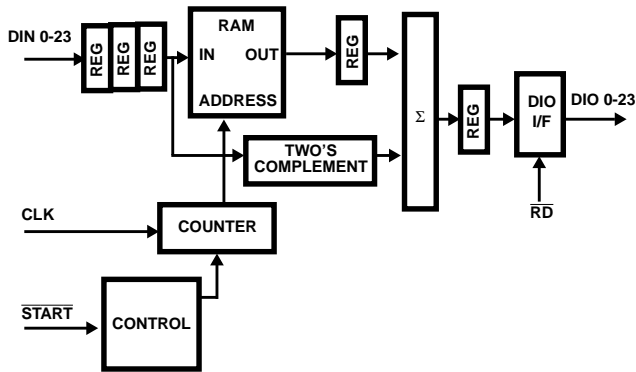 DIN 0-23
REG
REG
REG
RAM
IN OUT
ADDRESS
REG
Σ
REG
DIO
I/F
DIO 0-23
TWO'S
COMPLEMENT
RD
CLK
COUNTER
START
CONTROL